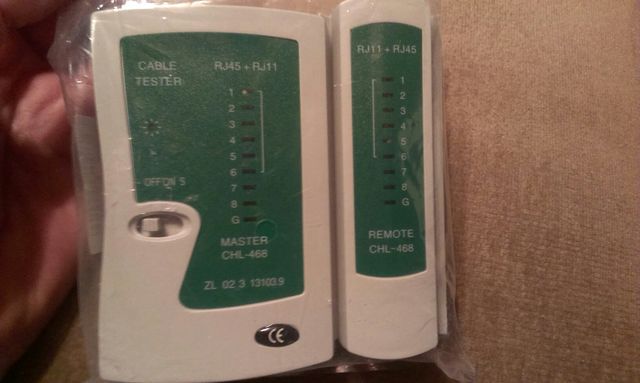 CABLE
TESTER
RJ45 + RJ11
1
2
3
4
5
6
7
8
G
OFF ON S
MASTER
CHL-468
ZL 02 3 13103.9
CE
RJ11 + RJ45
1
2
3
4
5
6
7
8
G
REMOTE
CHL-468